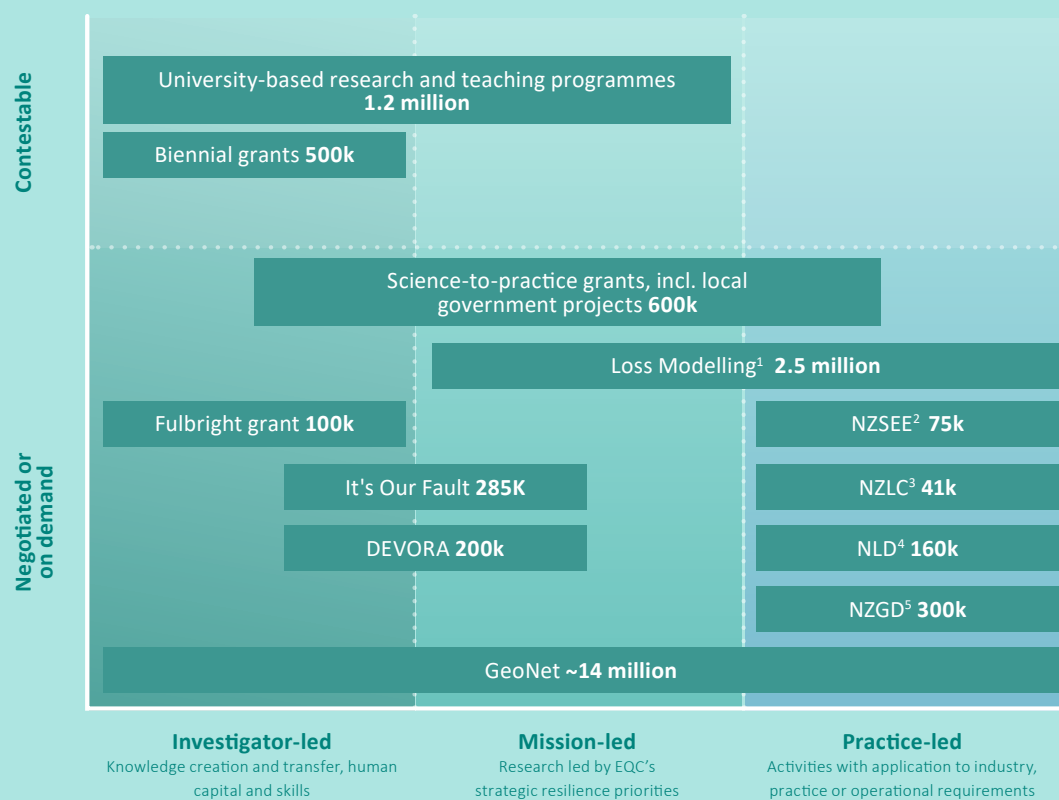 Contestable
University-based research and teaching programmes
1.2 million
Biennial grants 500k
Negotiated or
on demand
Science-to-practice grants, incl. local
government projects 600k
Loss Modelling¹ 2.5 million
Fulbright grant 100k
NZSEE² 75k
It's Our Fault 285K
NZLC³ 41k
DEVORA 200k
NLD⁴ 160k
NZGD⁵ 300k
GeoNet ~14 million
Investigator-led
Knowledge creation and transfer, human
capital and skills
Mission-led
Research led by EQC’s
strategic resilience priorities
Practice-led
Activities with application to industry,
practice or operational requirements